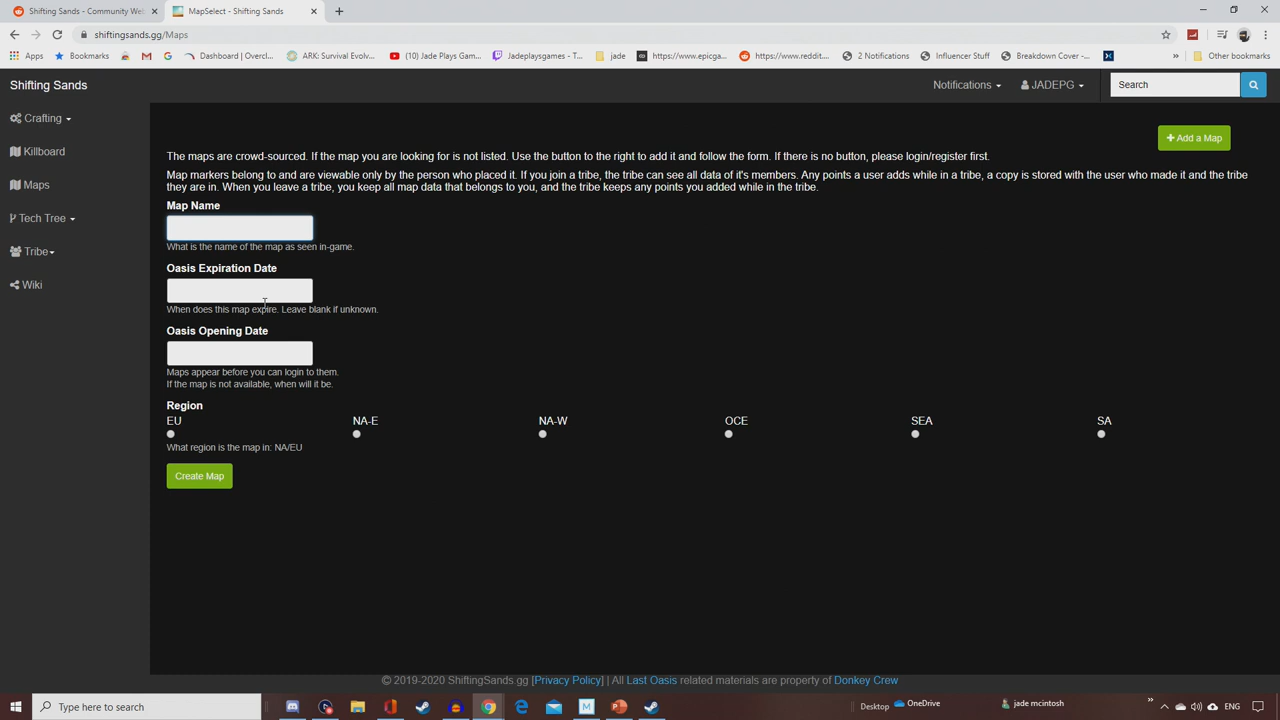 Shifting Sands - Community Web
MapSelect - Shifting Sands
shiftingsands.gg/Maps
Apps
Bookmarks
Dashboard | Overcl...
ARK: Survival Evolv...
(10) Jade Plays Gam...
Jadeplaysgames - T...
jade
https://www.epicga...
https://www.reddit....
2 Notifications
Influencer Stuff
Breakdown Cover -...
»
Other bookmarks
Shifting Sands
Notifications
JADEPG
Search
Crafting
Killboard
Maps
Tech Tree
Tribe
Wiki
+ Add a Map
The maps are crowd-sourced. If the map you are looking for is not listed. Use the button to the right to add it and follow the form. If there is no button, please login/register first.
Map markers belong to and are viewable only by the person who placed it. If you join a tribe, the tribe can see all data of it's members. Any points a user adds while in a tribe, a copy is stored with the user who made it and the tribe
they are in. When you leave a tribe, you keep all map data that belongs to you, and the tribe keeps any points you added while in the tribe.
Map Name
What is the name of the map as seen in-game.
Oasis Expiration Date
When does this map expire. Leave blank if unknown.
Oasis Opening Date
Maps appear before you can login to them.
If the map is not available, when will it be.
Region
EU NA-E NA-W OCE SEA SA
What region is the map in: NA/EU
Create Map
© 2019-2020 ShiftingSands.gg [Privacy Policy] | All Last Oasis related materials are property of Donkey Crew
Type here to search
Desktop
OneDrive
jade mcintosh
»
ENG